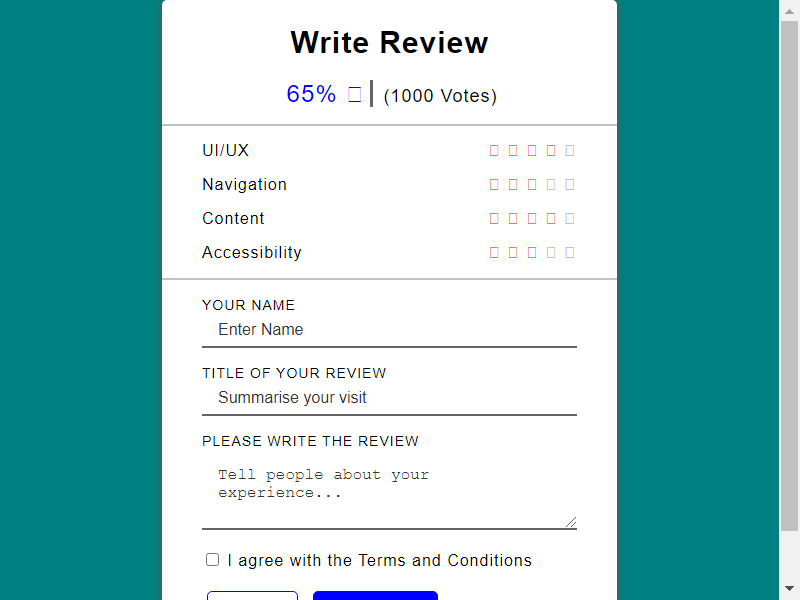 Write Review
65% (1000 Votes)
UI/UX
Navigation
Content
Accessibility
YOUR NAME
Enter Name
TITLE OF YOUR REVIEW
Summarise your visit
PLEASE WRITE THE REVIEW
Tell people about your
experience...
I agree with the Terms and Conditions